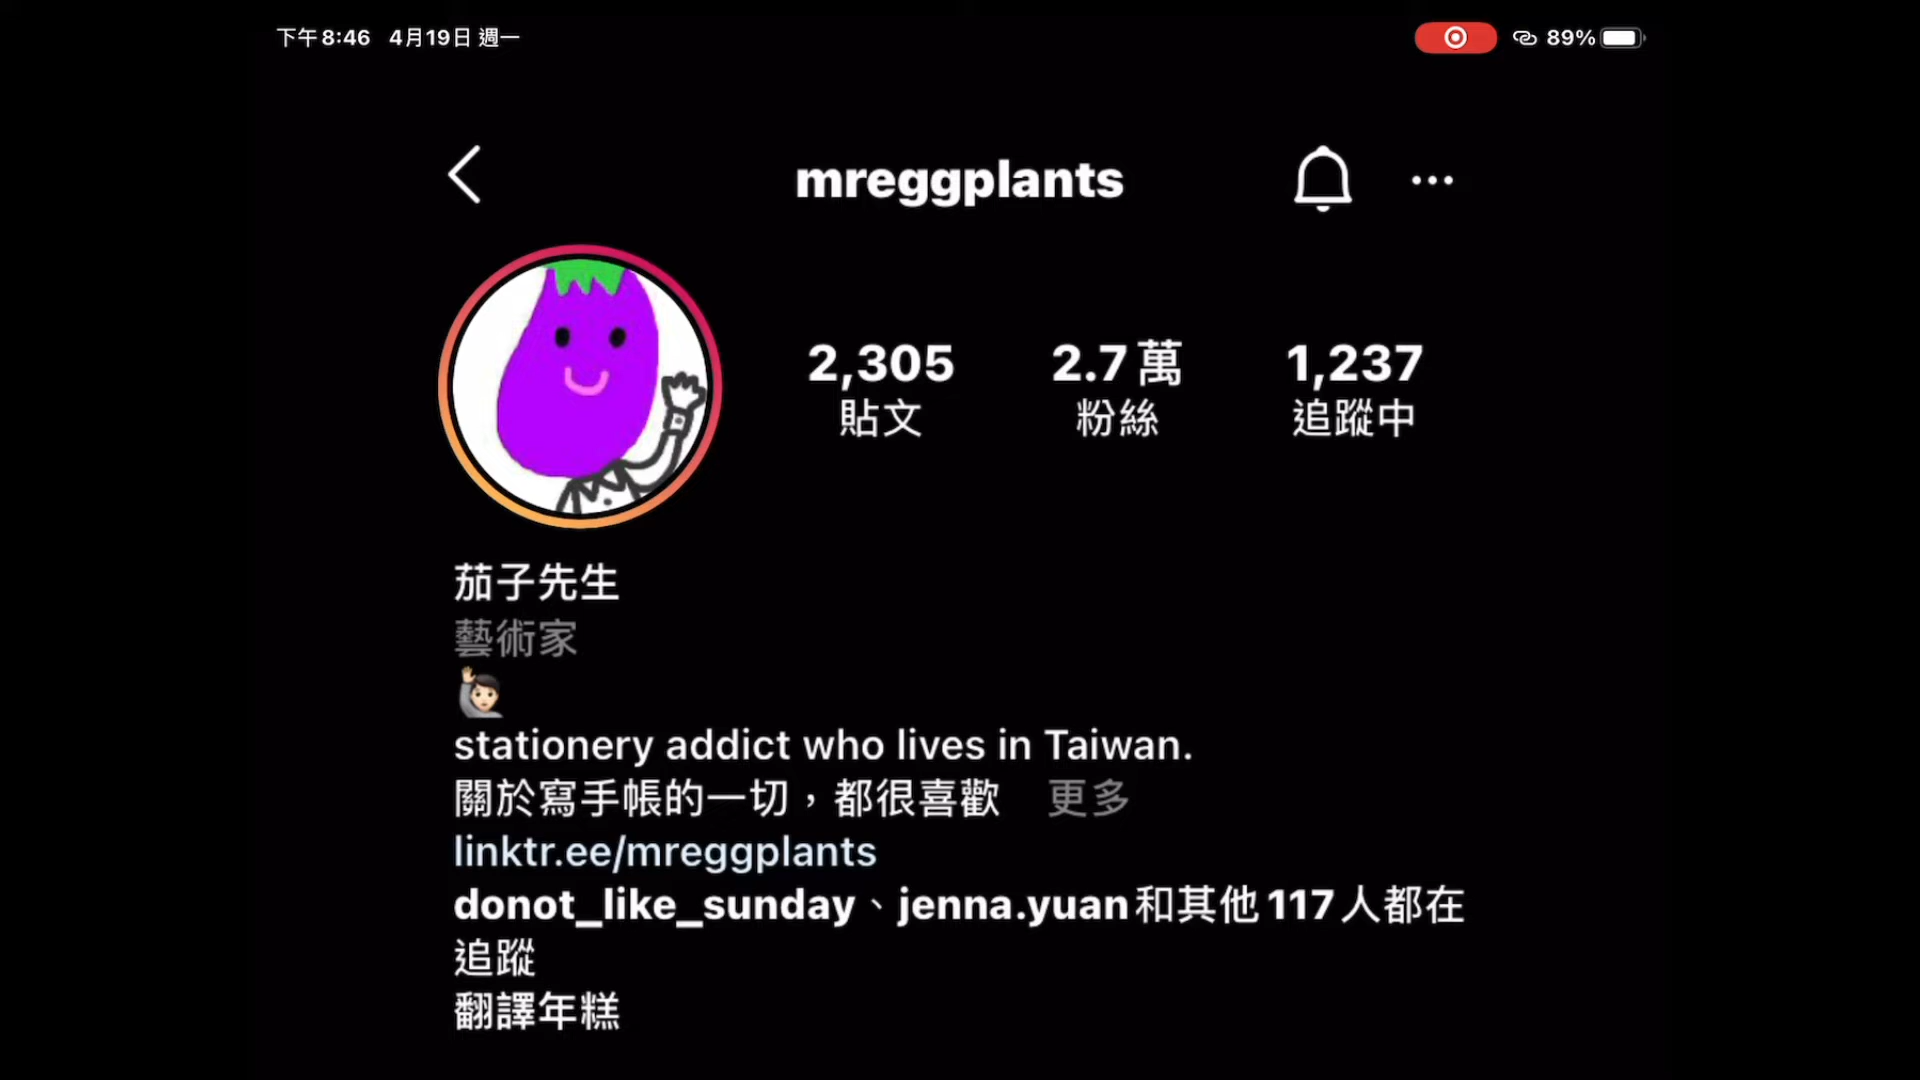 下午8:46 4月19日 週一
89%
mreggplants
2,305 2.7萬 1,237
貼文 粉絲 追蹤中
茄子先生
藝術家
stationery addict who lives in Taiwan.
關於寫手帳的一切，都很喜歡 更多
linktr.ee/mreggplants
donot_like_sunday、jenna.yuan和其他117人都在
追蹤
翻譯年糕